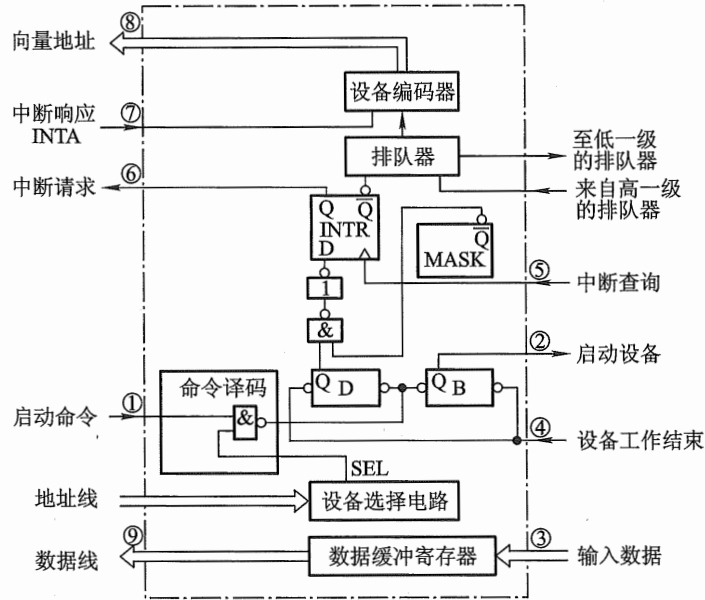 ⑧
向量地址
设备编码器
中断响应
INTA
⑦
至低一级
的排队器
排队器
⑥
中断请求
来自高一级
的排队器
Q Q̅
INTR
D
Q̅
MASK
⑤
中断查询
1
&
②
启动设备
Q D
Q B
命令译码
①
启动命令
&
④
设备工作结束
SEL
地址线
设备选择电路
⑨
数据线
数据缓冲寄存器
③
输入数据